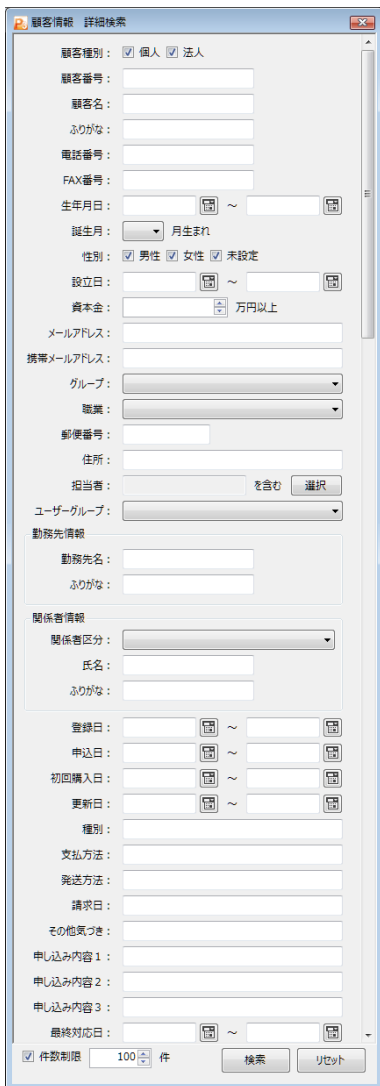 顧客情報　詳細検索
顧客種別： 個人 法人
顧客番号：
顧客名：
ふりがな：
電話番号：
FAX番号：
生年月日： ～
誕生月： 月生まれ
性別： 男性 女性 未設定
設立日： ～
資本金： 万円以上
メールアドレス：
携帯メールアドレス：
グループ：
職業：
郵便番号：
住所：
担当者： を含む 選択
ユーザーグループ：
勤務先情報
勤務先名：
ふりがな：
関係者情報
関係者区分：
氏名：
ふりがな：
登録日： ～
申込日： ～
初回購入日： ～
更新日： ～
種別：
支払方法：
発送方法：
請求日：
その他気づき：
申し込み内容1：
申し込み内容2：
申し込み内容3：
最終対応日： ～
件数制限 100 件 検索 リセット